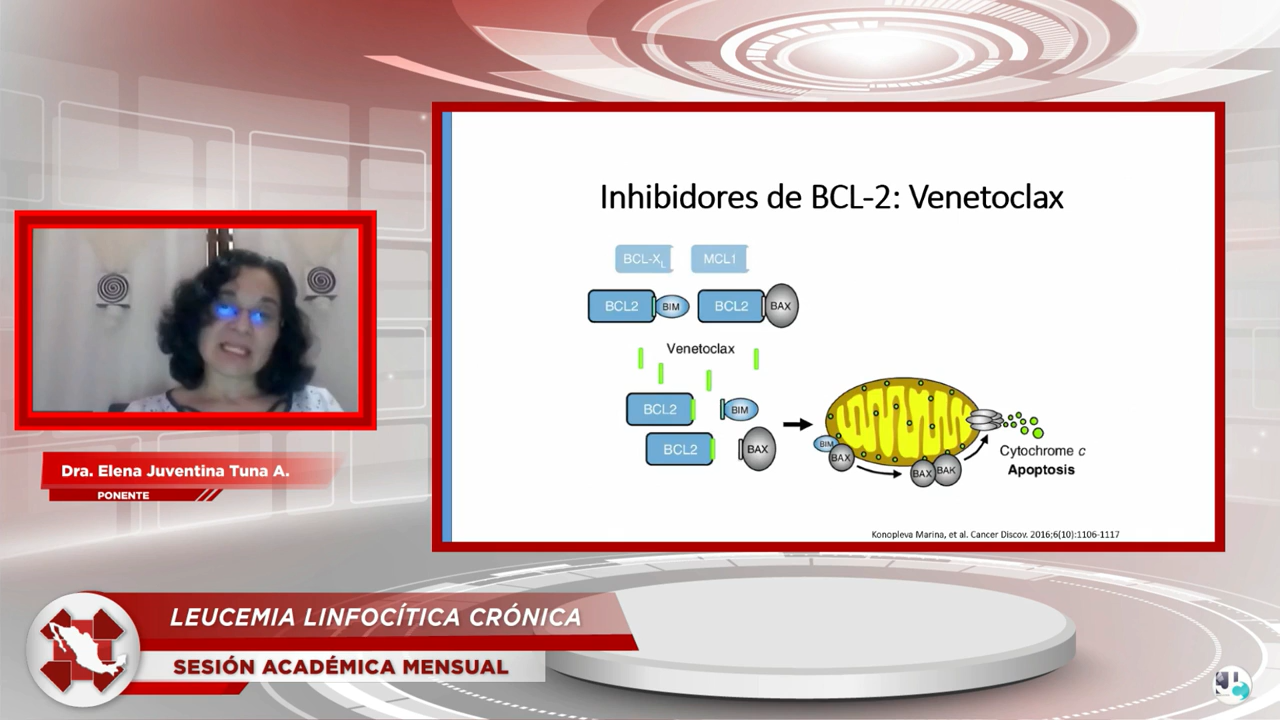 Inhibidores de BCL-2: Venetoclax
BCL-XL MCL1
BCL2 BIM BCL2 BAX
Venetoclax
BCL2 BIM
BCL2 BAX
BIM
BAX
BAX BAK
Cytochrome c
Apoptosis
Konopleva Marina, et al. Cancer Discov. 2016;6(10):1106-1117
Dra. Elena Juventina Tuna A.
PONENTE
LEUCEMIA LINFOCÍTICA CRÓNICA
SESIÓN ACADÉMICA MENSUAL